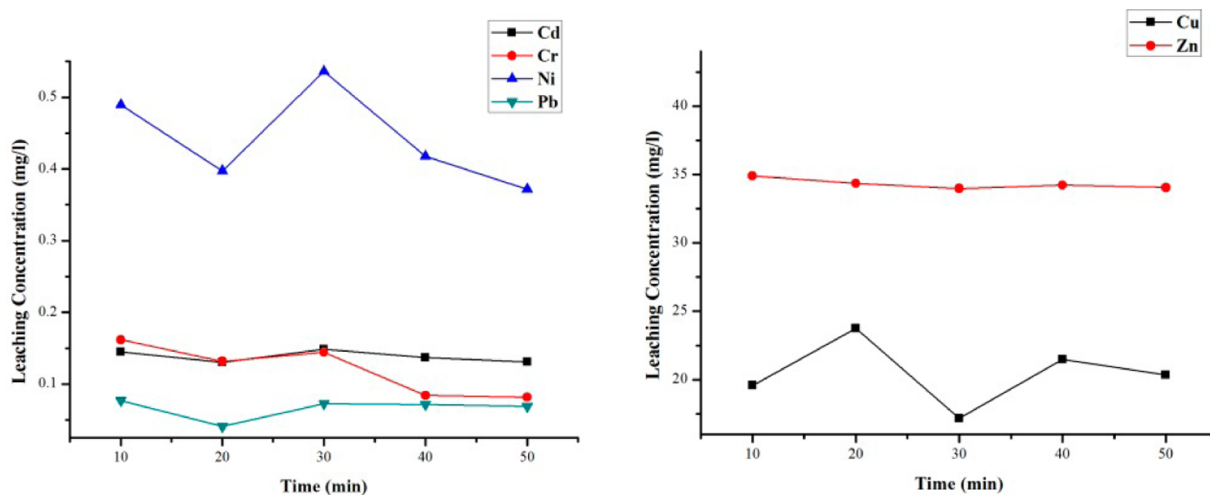 Cd
Cr
Ni
Pb
0.5
0.4
0.3
0.2
0.1
Leaching Concentration (mg/l)
10 20 30 40 50
Time (min)
Cu
Zn
40
35
30
25
20
Leaching Concentration (mg/l)
10 20 30 40 50
Time (min)